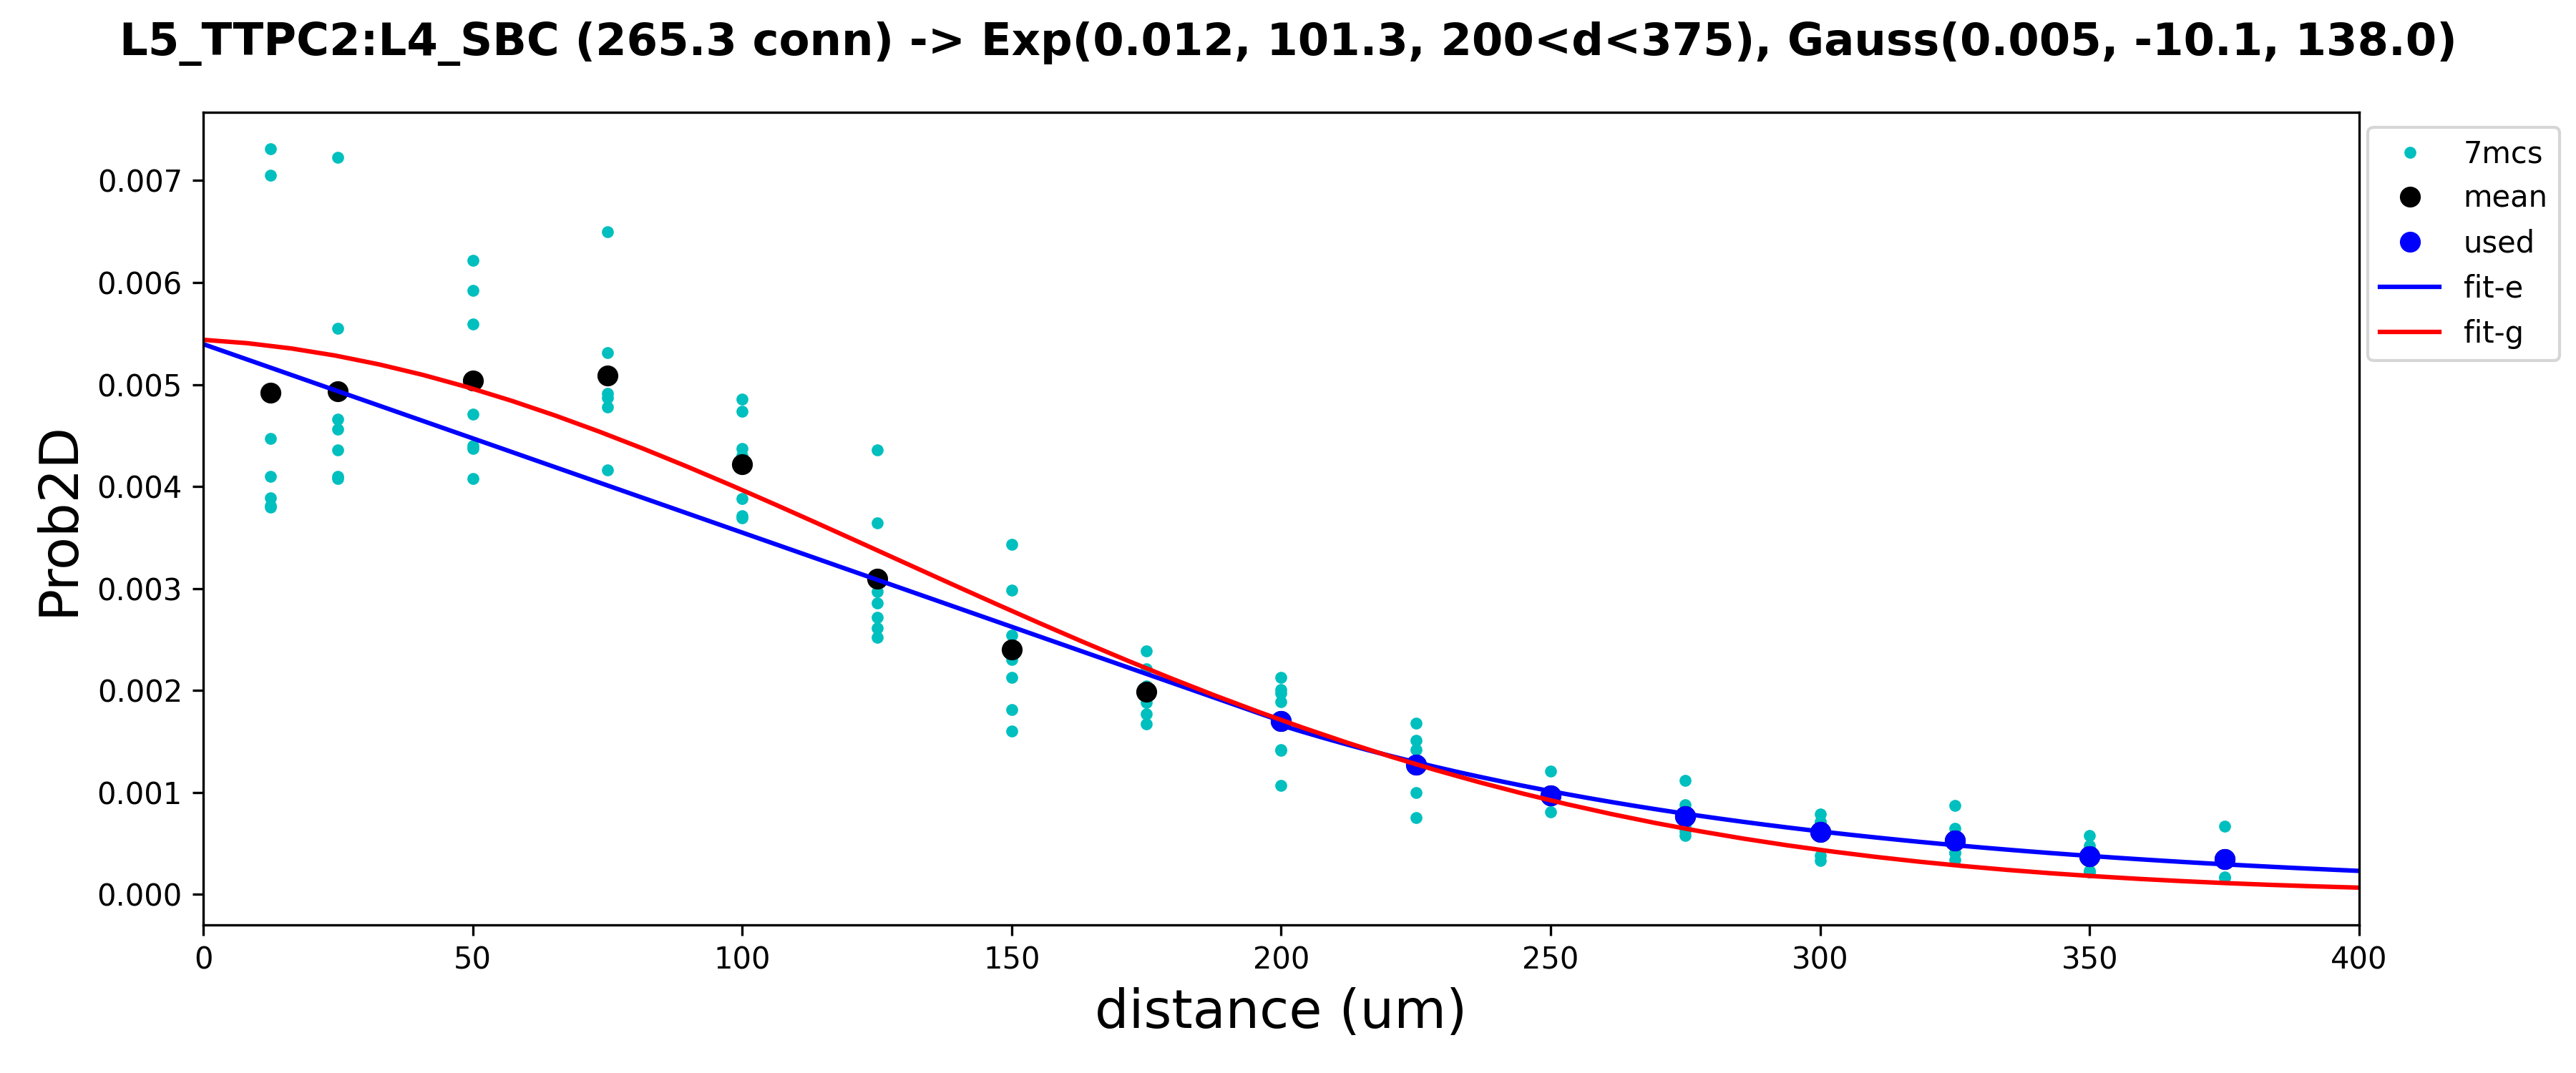 L5_TTPC2:L4_SBC (265.3 conn) -> Exp(0.012, 101.3, 200<d<375), Gauss(0.005, -10.1, 138.0)
7mcs
mean
used
fit-e
fit-g
Prob2D
0.007
0.006
0.005
0.004
0.003
0.002
0.001
0.000
0 50 100 150 200 250 300 350 400
distance (um)